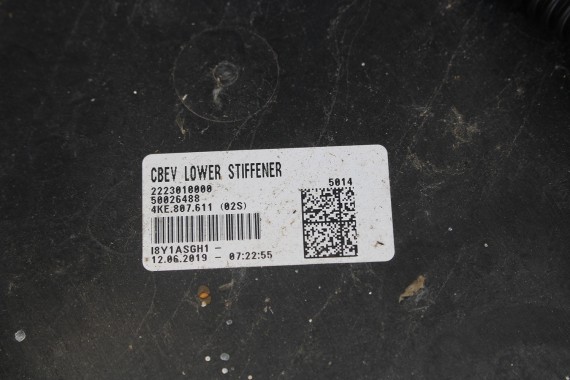 CBEV LOWER STIFFENER
5014
2223010000
50026488
4KE.807.611 (02S)
I8Y1ASGH1 -
12.06.2019 - 07:22:55